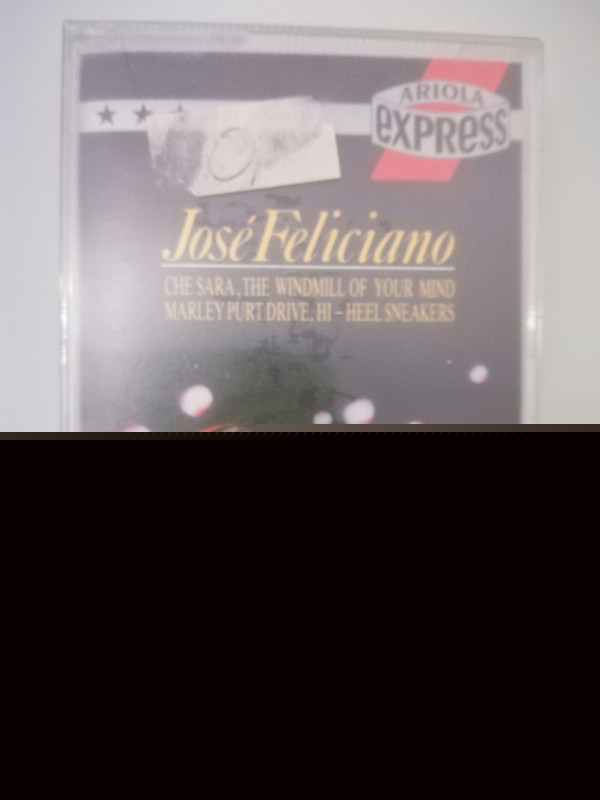 ARIOLA
EXPRESS
José Feliciano
CHE SARA, THE WINDMILL OF YOUR MIND
MARLEY PURT DRIVE, HI - HEEL SNEAKERS